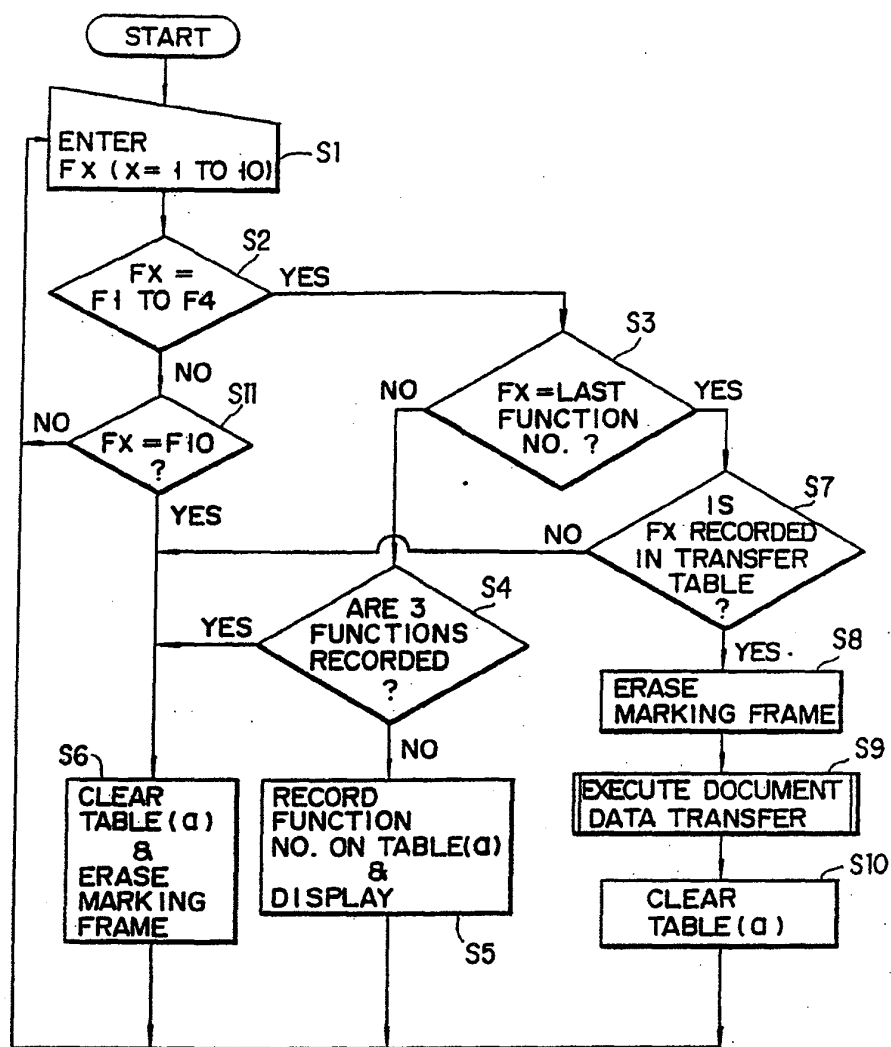 START
ENTER
FX (X= 1 TO 10)
S1
S2
FX =
F1 TO F4
YES
NO
S3
FX=LAST
FUNCTION
NO. ?
NO
YES
S11
FX=F10
?
NO
YES
S7
IS
FX RECORDED
IN TRANSFER
TABLE
?
NO
YES.
S4
ARE 3
FUNCTIONS
RECORDED
?
YES
NO
S8
ERASE
MARKING FRAME
S9
EXECUTE DOCUMENT
DATA TRANSFER
S6
CLEAR
TABLE(a)
&
ERASE
MARKING
FRAME
RECORD
FUNCTION
NO. ON TABLE(a)
&
DISPLAY
S5
S10
CLEAR
TABLE(a)